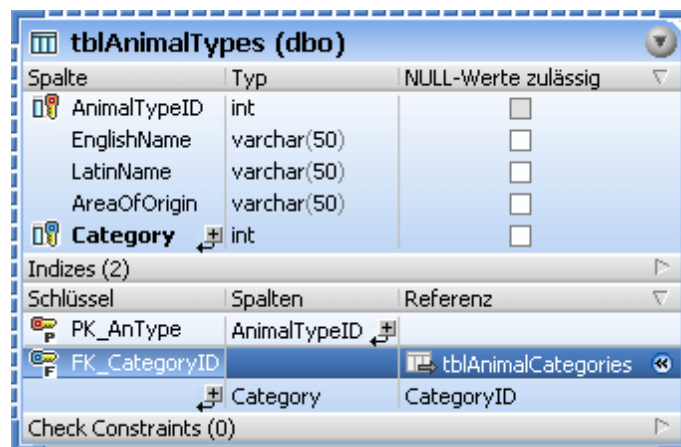 tblAnimalTypes (dbo)
Spalte Typ NULL-Werte zulässig
AnimalTypeID int
EnglishName varchar(50)
LatinName varchar(50)
AreaOfOrigin varchar(50)
Category int
Indizes (2)
Schlüssel Spalten Referenz
P PK_AnType AnimalTypeID
F FK_CategoryID tblAnimalCategories
Category CategoryID
Check Constraints (0)